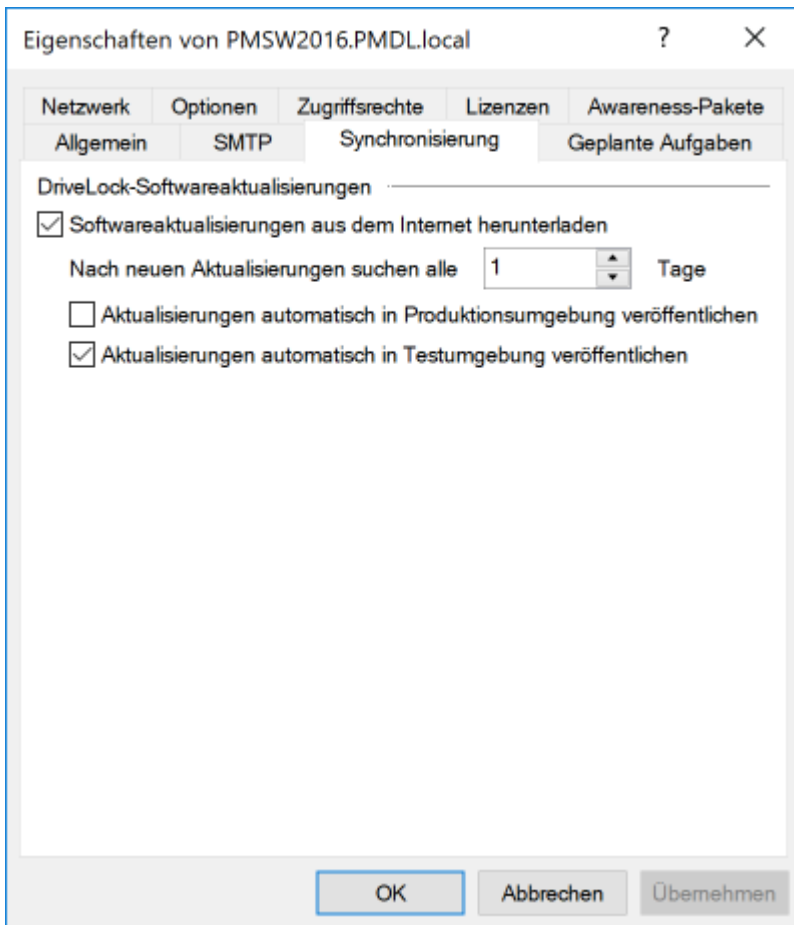 Eigenschaften von PMSW2016.PMDL.local
?
Netzwerk Optionen Zugriffsrechte Lizenzen Awareness-Pakete
Allgemein SMTP Synchronisierung Geplante Aufgaben
DriveLock-Softwareaktualisierungen
Softwareaktualisierungen aus dem Internet herunterladen
Nach neuen Aktualisierungen suchen alle 1 Tage
Aktualisierungen automatisch in Produktionsumgebung veröffentlichen
Aktualisierungen automatisch in Testumgebung veröffentlichen
OK Abbrechen Übernehmen